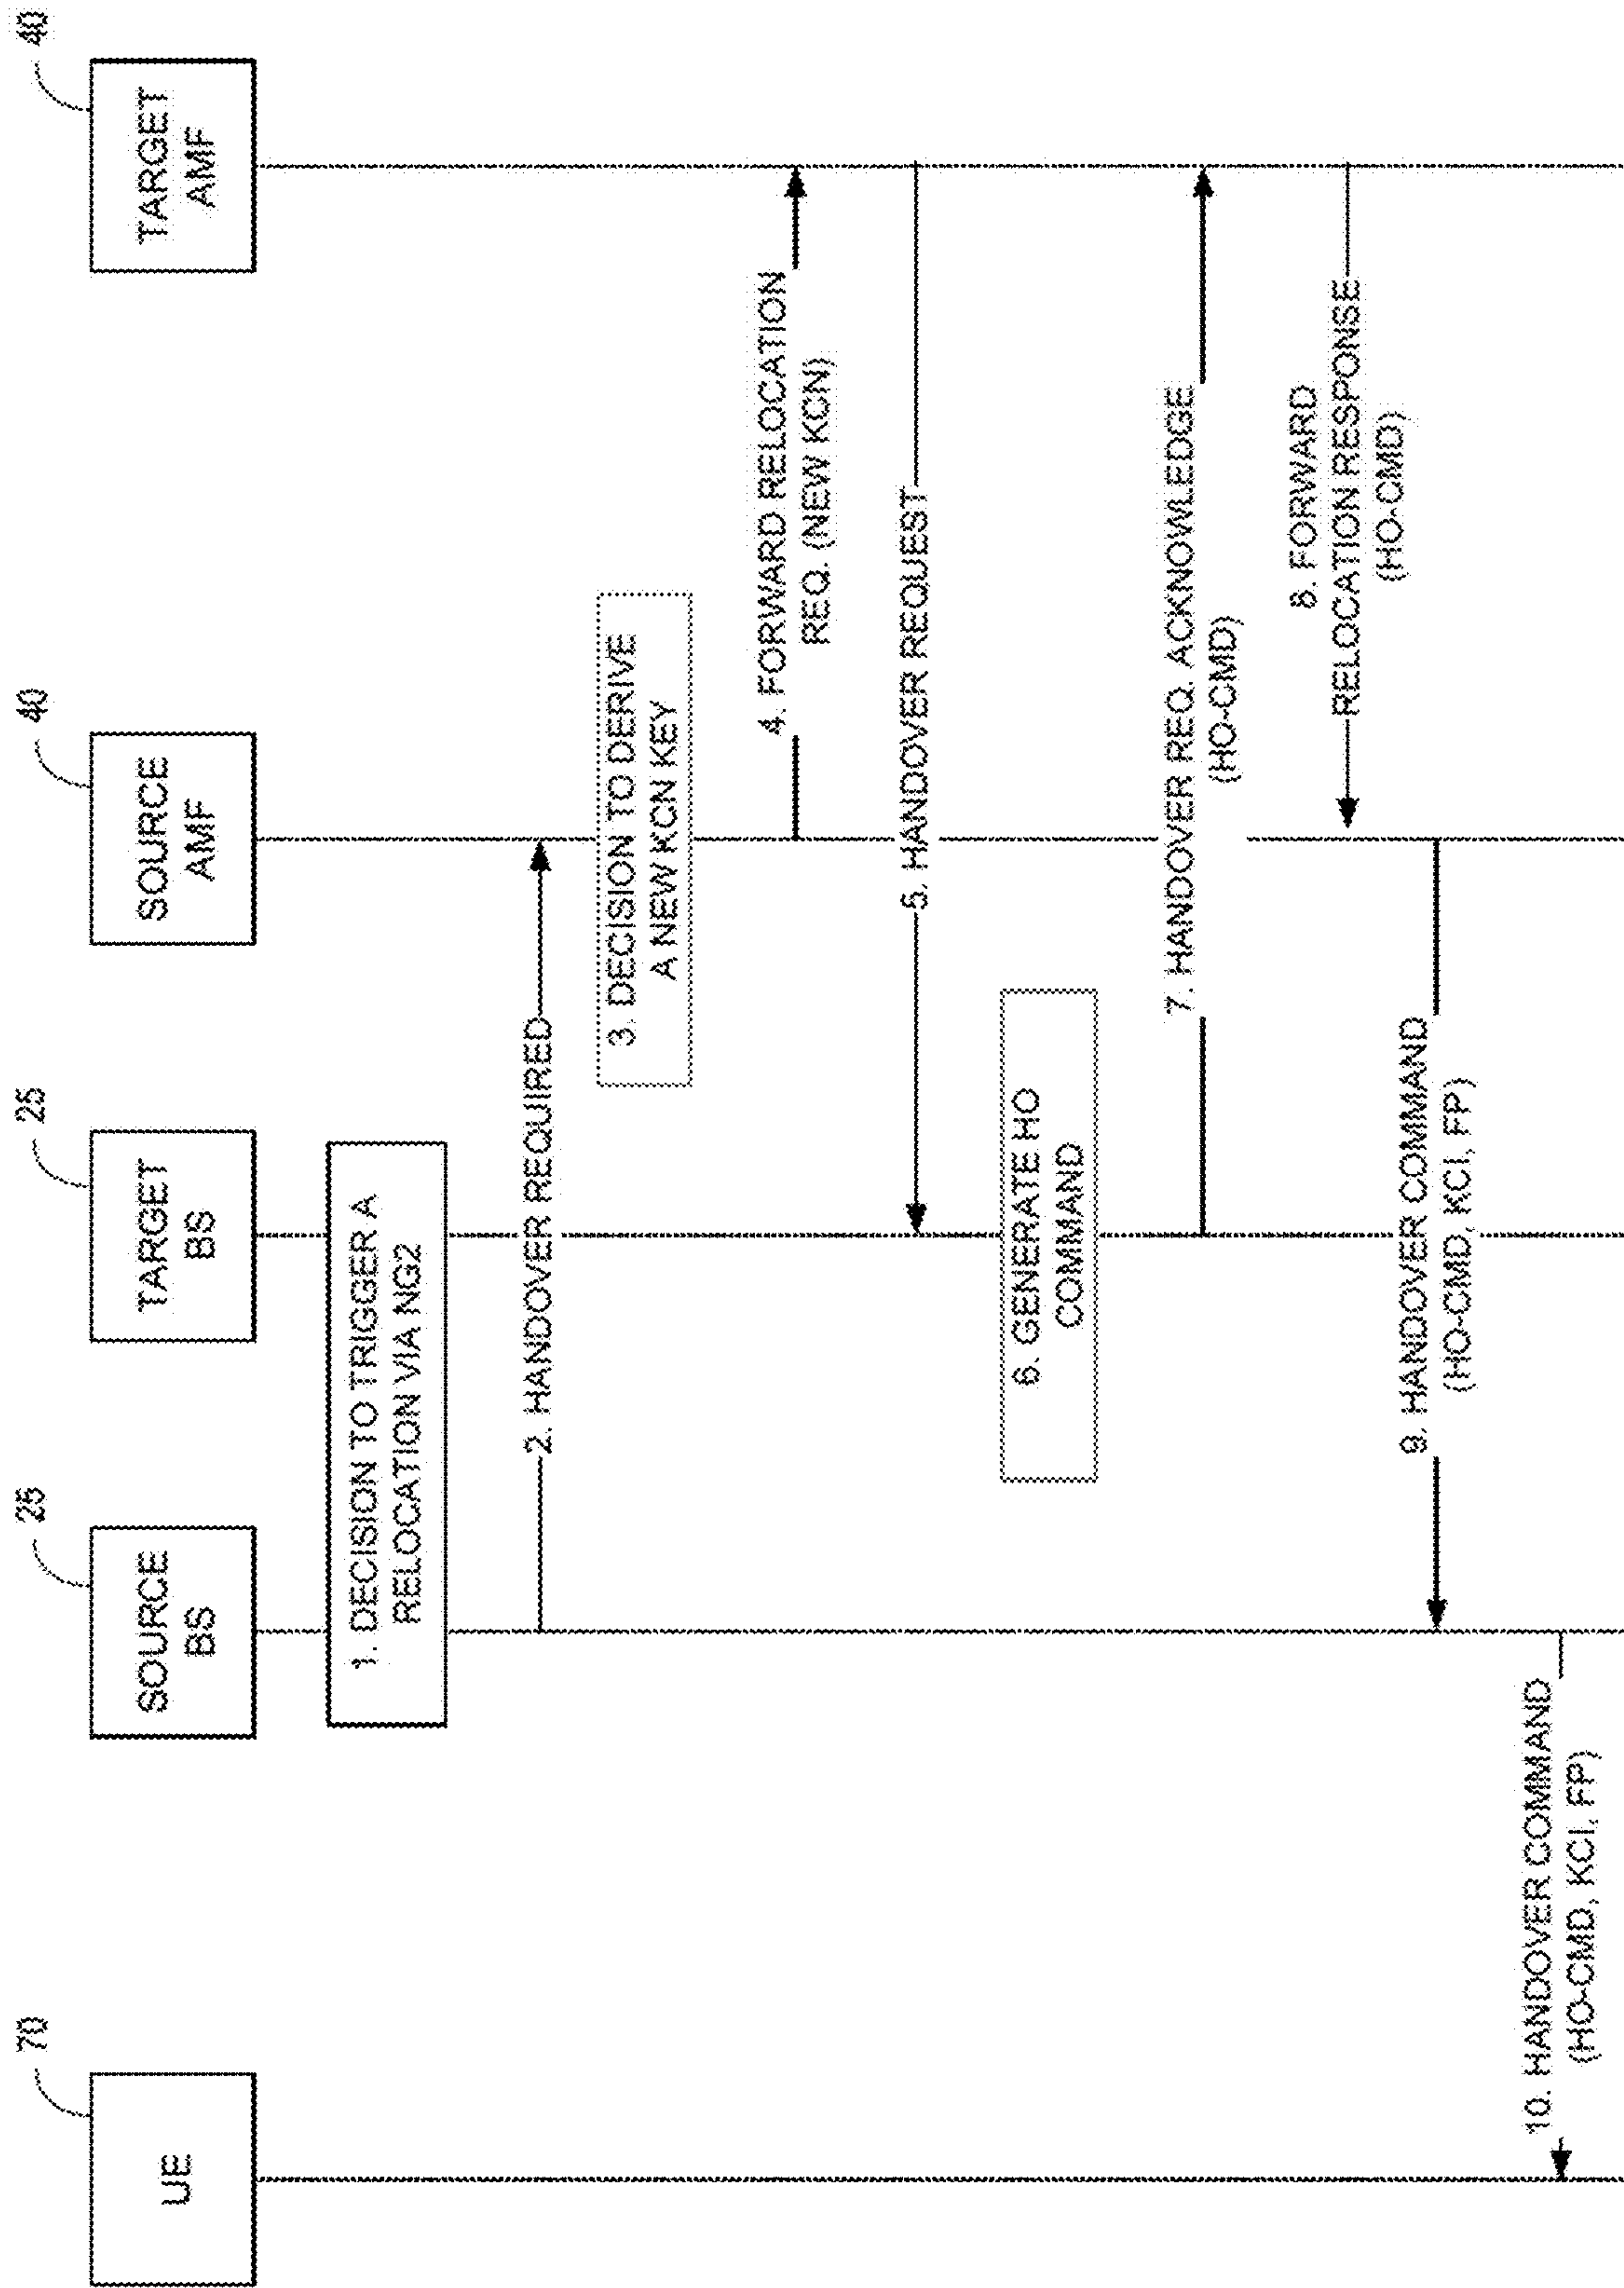 70
25
25
40
40
UE
SOURCE
BS
TARGET
BS
SOURCE
AMF
TARGET
AMF
1. DECISION TO TRIGGER A
RELOCATION VIA NG2
2. HANDOVER REQUIRED
3. DECISION TO DERIVE
A NEW KCN KEY
4. FORWARD RELOCATION
REQ. (NEW KCN)
5. HANDOVER REQUEST
6. GENERATE HO
COMMAND
7. HANDOVER REQ. ACKNOWLEDGE
(HO-CMD)
8. FORWARD
RELOCATION RESPONSE
(HO-CMD)
9. HANDOVER COMMAND
(HO-CMD, KCI, FP)
10. HANDOVER COMMAND
(HO-CMD, KCI, FP)